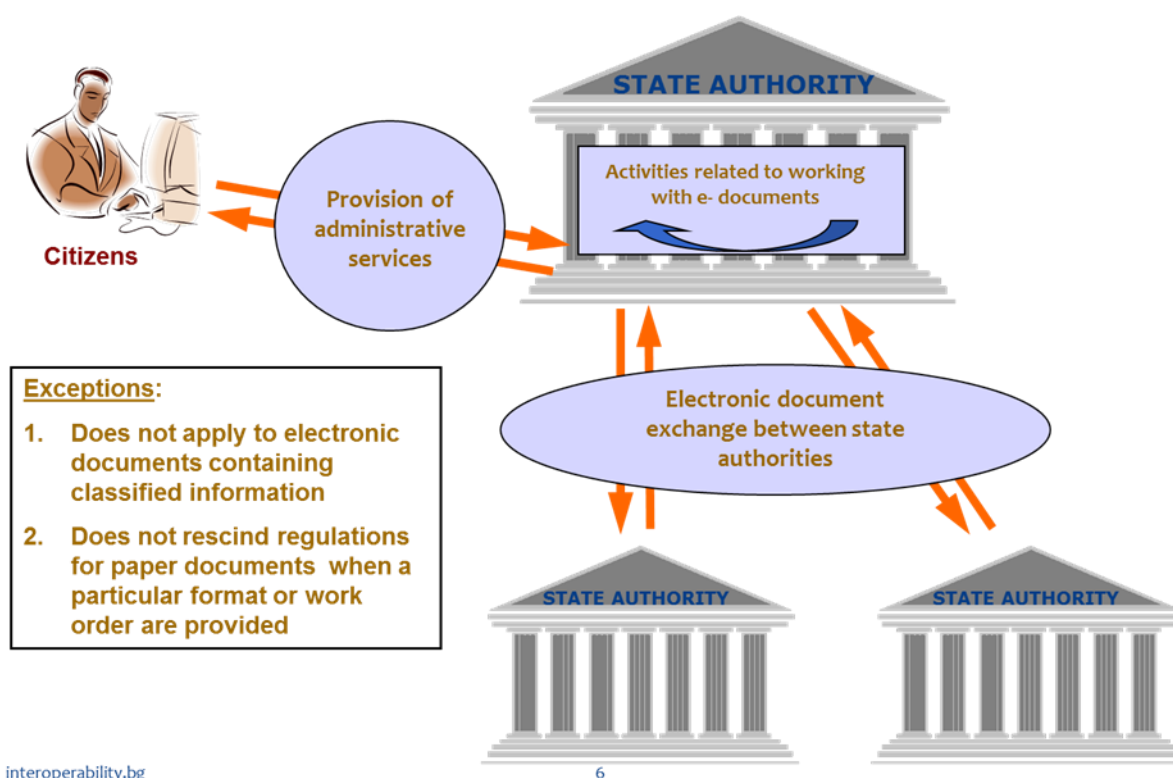 STATE AUTHORITY
Activities related to working
with e- documents
Provision of
administrative
services
Citizens
Exceptions:
1. Does not apply to electronic
documents containing
classified information
2. Does not rescind regulations
for paper documents when a
particular format or work
order are provided
Electronic document
exchange between state
authorities
STATE AUTHORITY
STATE AUTHORITY
interoperability.bg
6